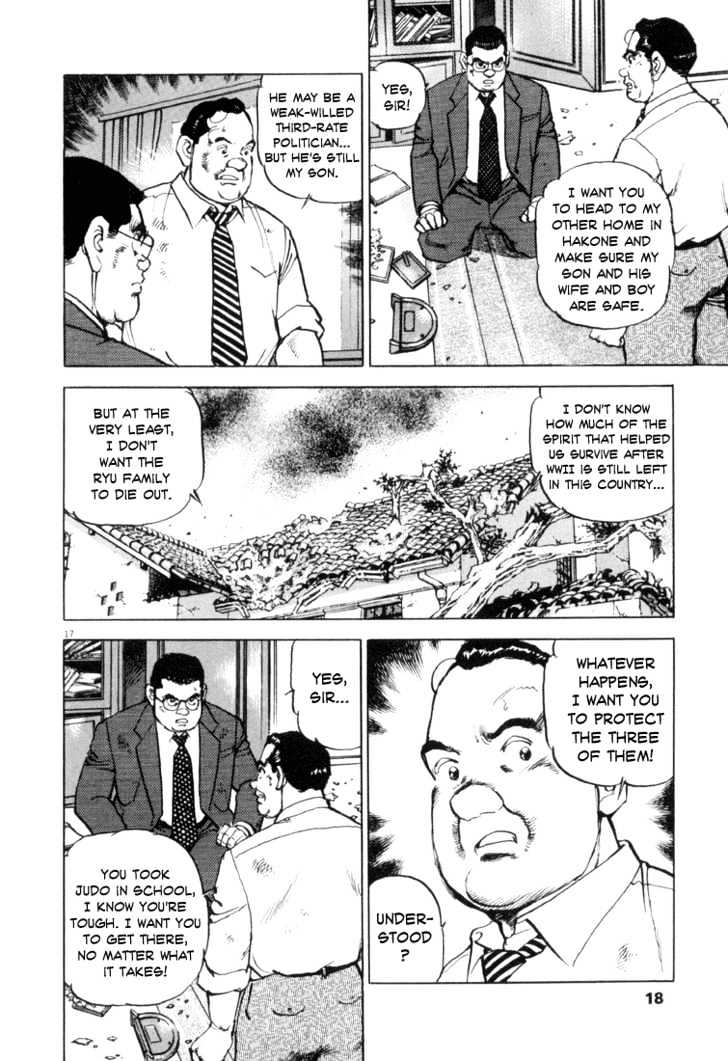 YES,
SIR!
I WANT YOU
TO HEAD TO MY
OTHER HOME IN
HAKONE AND
MAKE SURE MY
SON AND HIS
WIFE AND BOY
ARE SAFE.
HE MAY BE A
WEAK-WILLED
THIRD-RATE
POLITICIAN...
BUT HE'S STILL
MY SON.
I DON'T KNOW
HOW MUCH OF THE
SPIRIT THAT HELPED
US SURVIVE AFTER
WWII IS STILL LEFT
IN THIS COUNTRY...
BUT AT THE
VERY LEAST,
I DON'T
WANT THE
RYU FAMILY
TO DIE OUT.
17
WHATEVER
HAPPENS,
I WANT YOU
TO PROTECT
THE THREE
OF THEM!
UNDER-
STOOD
?
YES,
SIR...
YOU TOOK
JUDO IN SCHOOL,
I KNOW YOU'RE
TOUGH. I WANT YOU
TO GET THERE,
NO MATTER WHAT
IT TAKES!
18